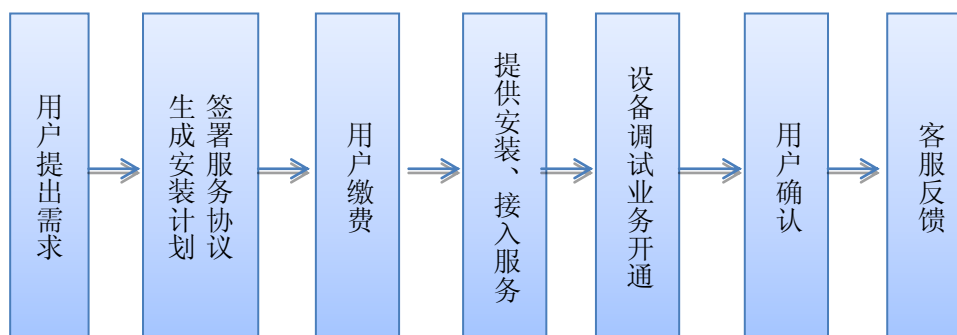 用户提出需求
签署服务协议
生成安装计划
用户缴费
提供安装、接入服务
设备调试业务开通
用户确认
客服反馈